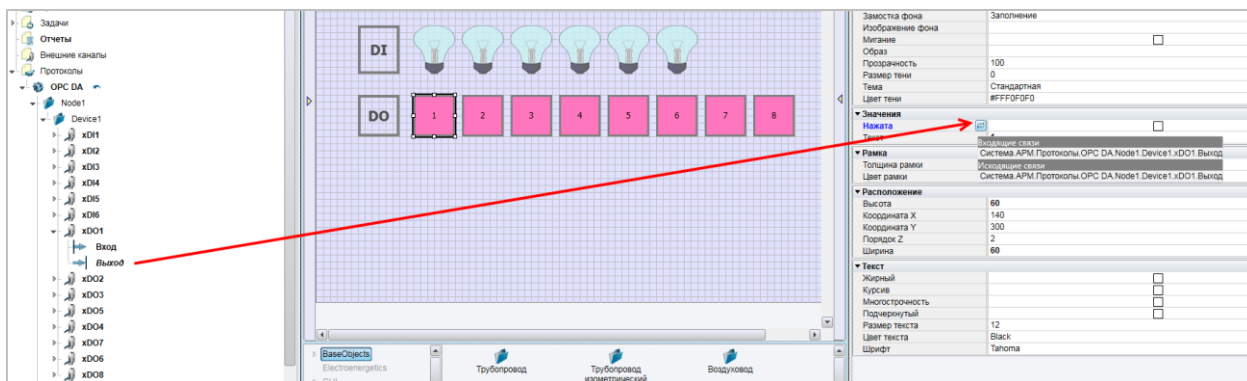 Задачи
Отчеты
Внешние каналы
Протоколы
OPC DA
Node1
Device1
xDI1
xDI2
xDI3
xDI4
xDI5
xDI6
xDO1
Вход
Выход
xDO2
xDO3
xDO5
xDO4
xDO7
xDO6
xDO8
DI
DO 1 2 3 4 5 6 7 8
BaseObjects
Electroenergetics
Трубопровод
Трубопровод
изометрический
Воздуховод
Замостка фона Заполнение
Изображение фона
Мигание
Образ
Прозрачность 100
Размер тени 0
Тема Стандартная
Цвет тени #FFF0F0F0
Значения
Нажата
Текст
Входящие связи
Рамка Система.АРМ.Протоколы.OPC DA.Node1.Device1.xDO1.Выход
Толщина рамки Исходящие связи
Цвет рамки Система.АРМ.Протоколы.OPC DA.Node1.Device1.xDO1.Выход
Расположение
Высота 60
Координата X 140
Координата Y 300
Порядок Z 2
Ширина 60
Текст
Жирный
Курсив
Многострочность
Подчеркнутый
Размер текста 12
Цвет текста Black
Шрифт Tahoma